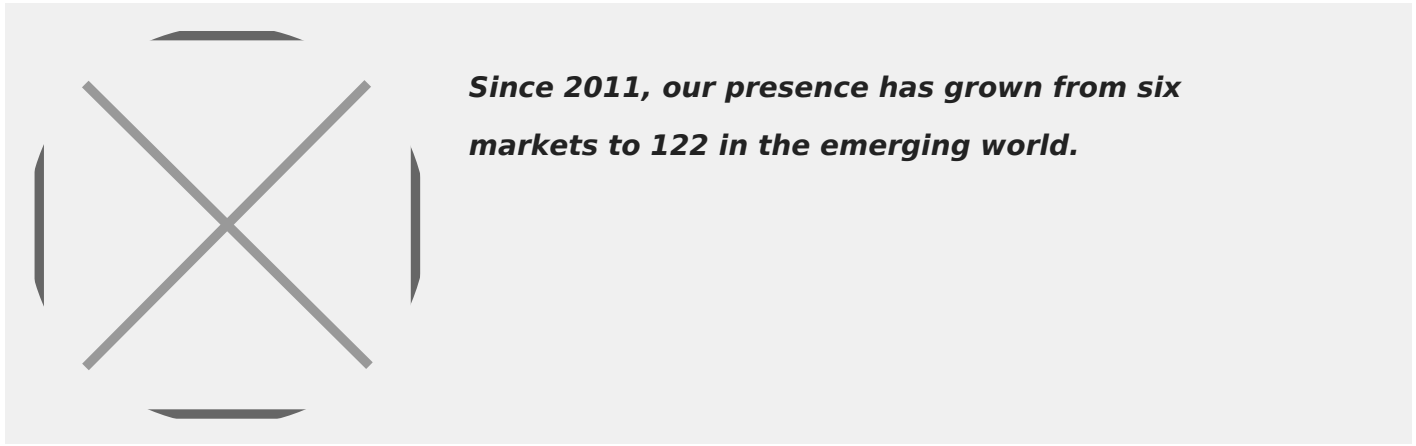 Since 2011, our presence has grown from six
markets to 122 in the emerging world.